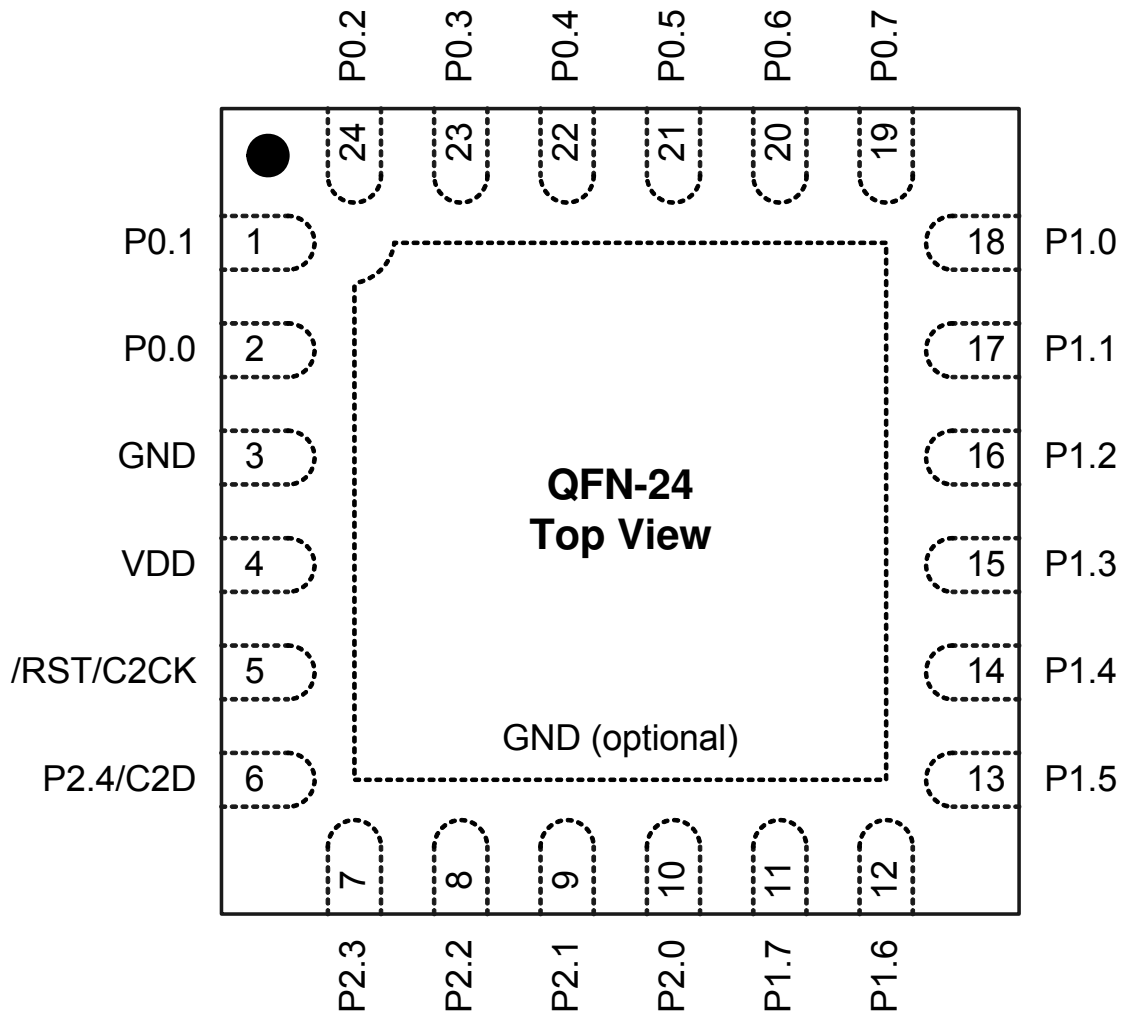 P0.2
P0.3
P0.4
P0.5
P0.6
P0.7
24
23
22
21
20
19
P0.1
1
18
P1.0
P0.0
2
17
P1.1
GND
3
16
P1.2
QFN-24
Top View
VDD
4
15
P1.3
/RST/C2CK
5
14
P1.4
GND (optional)
P2.4/C2D
6
13
P1.5
7
8
9
10
11
12
P2.3
P2.2
P2.1
P2.0
P1.7
P1.6